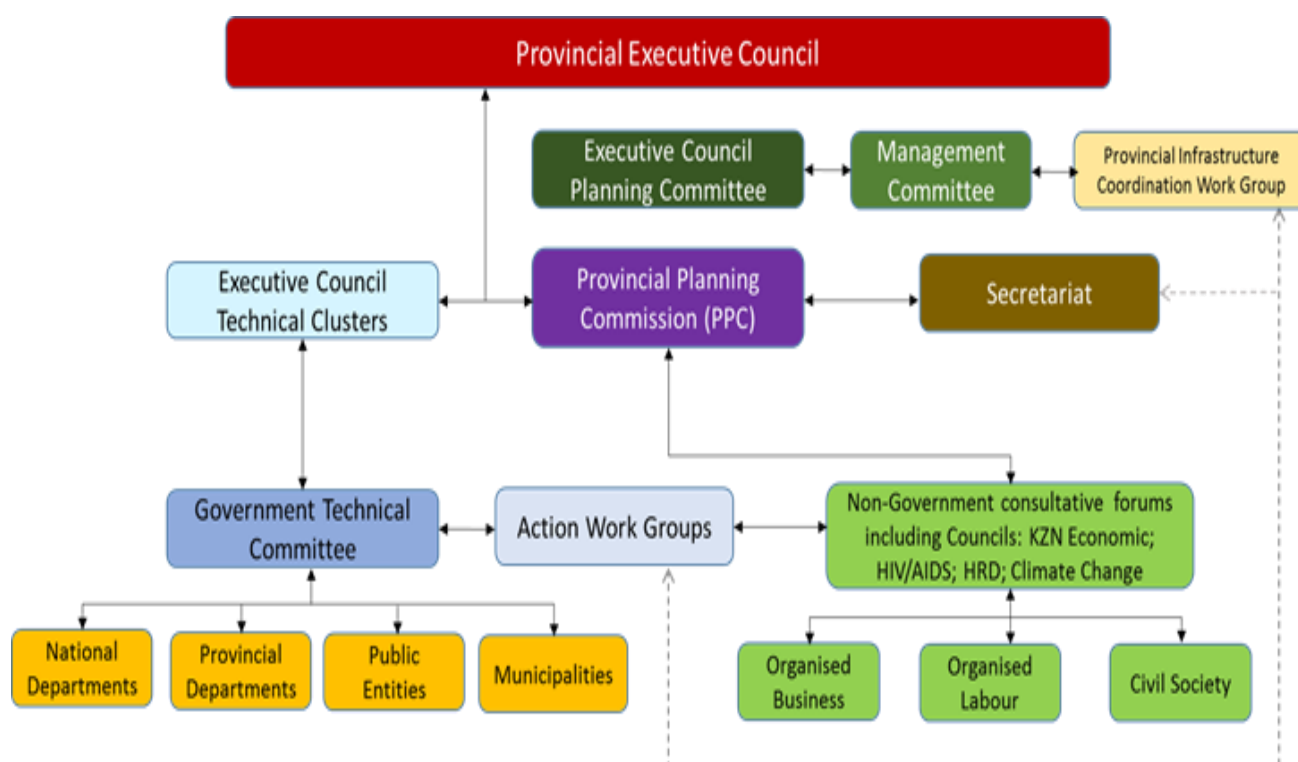 Provincial Executive Council
Executive Council
Planning Committee
Management
Committee
Provincial Infrastructure
Coordination Work Group
Executive Council
Technical Clusters
Provincial Planning
Commission (PPC)
Secretariat
Government Technical
Committee
Action Work Groups
Non-Government consultative forums
including Councils: KZN Economic;
HIV/AIDS; HRD; Climate Change
National
Departments
Provincial
Departments
Public
Entities
Municipalities
Organised
Business
Organised
Labour
Civil Society